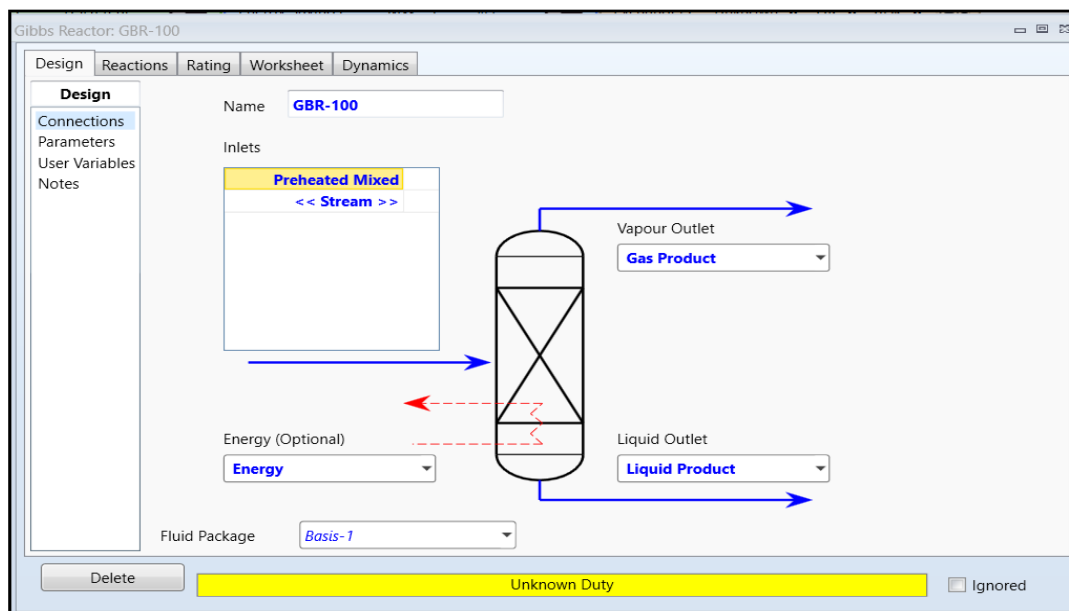 Gibbs Reactor: GBR-100
Design Reactions Rating Worksheet Dynamics
Design
Connections
Parameters
User Variables
Notes
Name GBR-100
Inlets
Preheated Mixed
<< Stream >>
Vapour Outlet
Gas Product
Energy (Optional)
Energy
Liquid Outlet
Liquid Product
Fluid Package Basis-1
Delete
Unknown Duty
Ignored